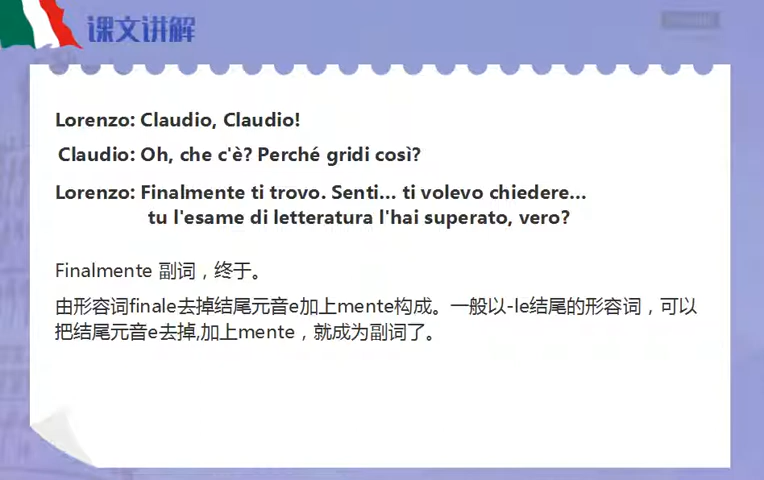 课文讲解
Lorenzo: Claudio, Claudio!
Claudio: Oh, che c'è? Perché gridi così?
Lorenzo: Finalmente ti trovo. Senti... ti volevo chiedere...
tu l'esame di letteratura l'hai superato, vero?
Finalmente 副词，终于。
由形容词finale去掉结尾元音e加上mente构成。一般以-le结尾的形容词，可以
把结尾元音e去掉,加上mente，就成为副词了。